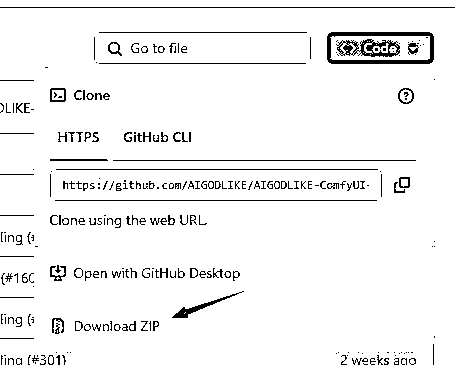 Go to file
Code
Clone
DLIKE-
HTTPS
GitHub CLI
https://github.com/AIGODLIKE/AIGODLIKE-ComfyUI-
Clone using the web URL.
ling (#
Open with GitHub Desktop
(#160
ling (#
Download ZIP
ling (#301)
2 weeks ago